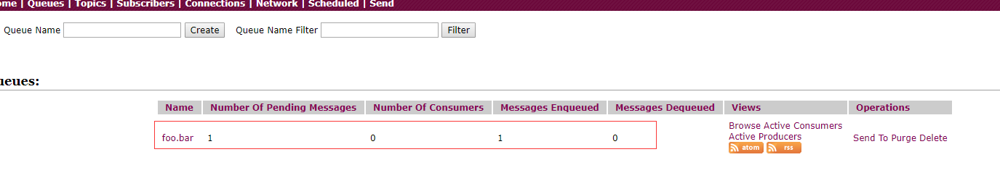 ome | Queues | Topics | Subscribers | Connections | Network | Scheduled | Send
Queue Name Create Queue Name Filter Filter
ueues:
Name Number Of Pending Messages Number Of Consumers Messages Enqueued Messages Dequeued Views Operations
foo.bar 1 0 1 0 Browse Active Consumers
Active Producers
atom rss
Send To Purge Delete